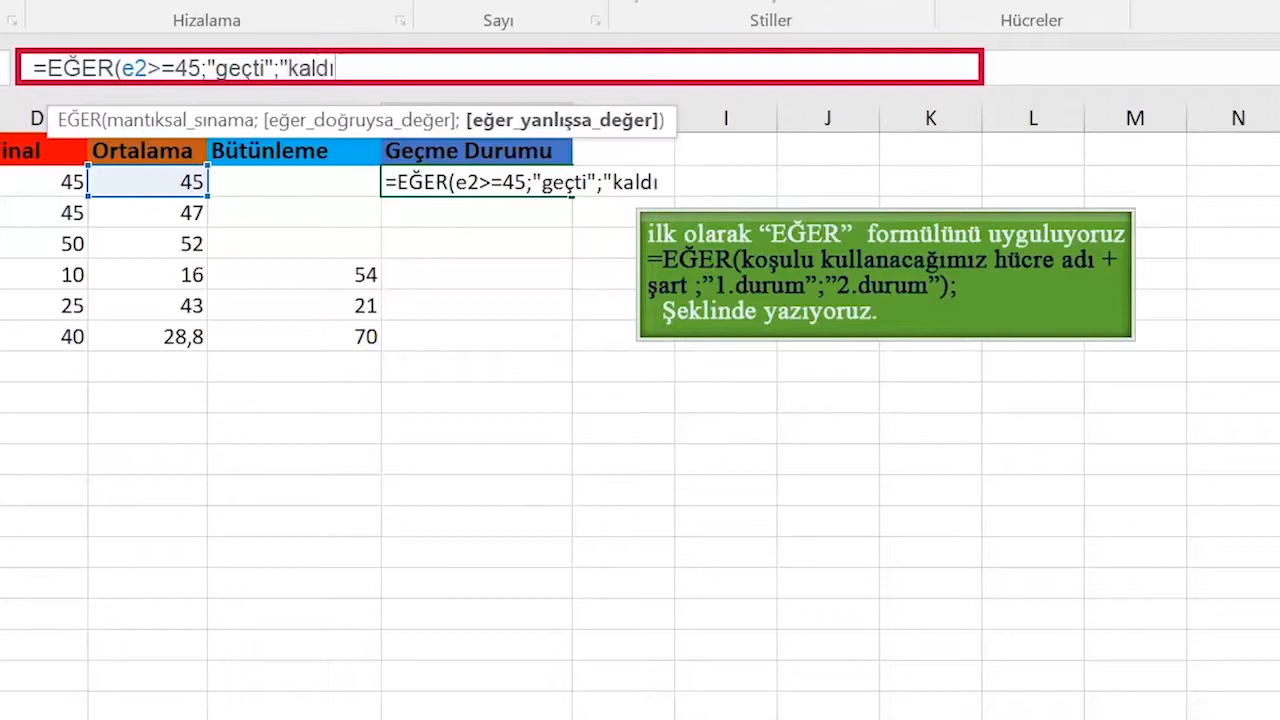 Hizalama Sayı Stiller Hücreler
=EĞER(e2>=45;"geçti";"kaldı
EĞER(mantıksal_sınama; [eğer_doğruysa_değer]; [eğer_yanlışsa_değer])
D I J K L M N
inal Ortalama Bütünleme Geçme Durumu
45 45 =EĞER(e2>=45;"geçti";"kaldı
45 47
50 52
10 16 54
25 43 21
40 28,8 70
ilk olarak “EĞER” formülünü uyguluyoruz
=EĞER(koşulu kullanacağımız hücre adı +
şart ;”1.durum”;”2.durum”);
Şeklinde yazıyoruz.